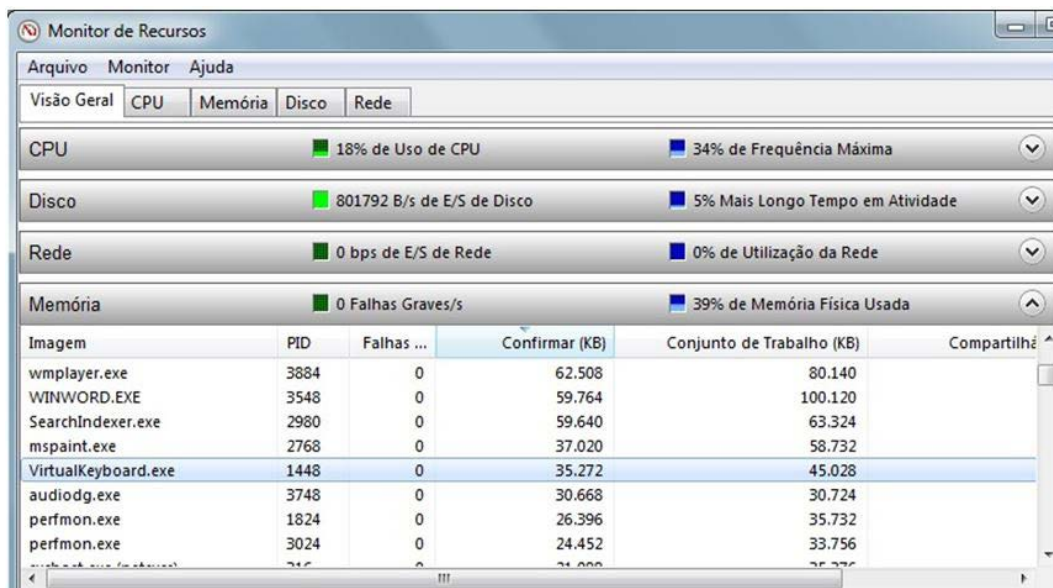 Monitor de Recursos
Arquivo Monitor Ajuda
Visão Geral CPU Memória Disco Rede
CPU 18% de Uso de CPU 34% de Frequência Máxima
Disco 801792 B/s de E/S de Disco 5% Mais Longo Tempo em Atividade
Rede 0 bps de E/S de Rede 0% de Utilização da Rede
Memória 0 Falhas Graves/s 39% de Memória Física Usada
Imagem PID Falhas ... Confirmar (KB) Conjunto de Trabalho (KB) Compartilhá
wmplayer.exe 3884 0 62.508 80.140
WINWORD.EXE 3548 0 59.764 100.120
SearchIndexer.exe 2980 0 59.640 63.324
mspaint.exe 2768 0 37.020 58.732
VirtualKeyboard.exe 1448 0 35.272 45.028
audiodg.exe 3748 0 30.668 30.724
perfmon.exe 1824 0 26.396 35.732
perfmon.exe 3024 0 24.452 33.756